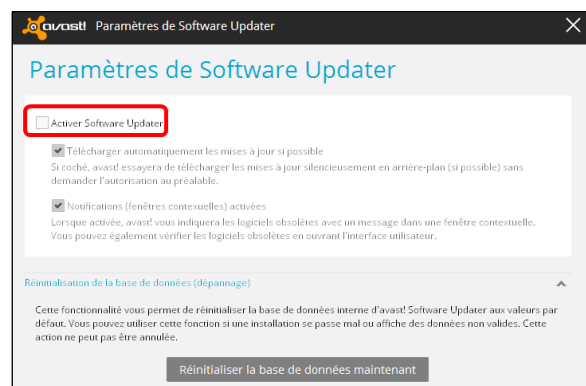 avast! Paramètres de Software Updater
Paramètres de Software Updater
Activer Software Updater
Télécharger automatiquement les mises à jour si possible
Si coché, avast! essayera de télécharger les mises à jour silencieusement en arrière-plan (si possible) sans
demander l'autorisation au préalable.
Notifications (fenêtres contextuelles) activées
Lorsque activée, avast! vous indiquera les logiciels obsolètes avec un message dans une fenêtre contextuelle.
Vous pouvez également vérifier les logiciels obsolètes en ouvrant l'interface utilisateur.
Réinitialisation de la base de données (dépannage)
Cette fonctionnalité vous permet de réinitialiser la base de données interne d'avast! Software Updater aux valeurs par
défaut. Vous pouvez utiliser cette fonction si une installation se passe mal ou affiche des données non valides. Cette
action ne peut pas être annulée.
Réinitialiser la base de données maintenant